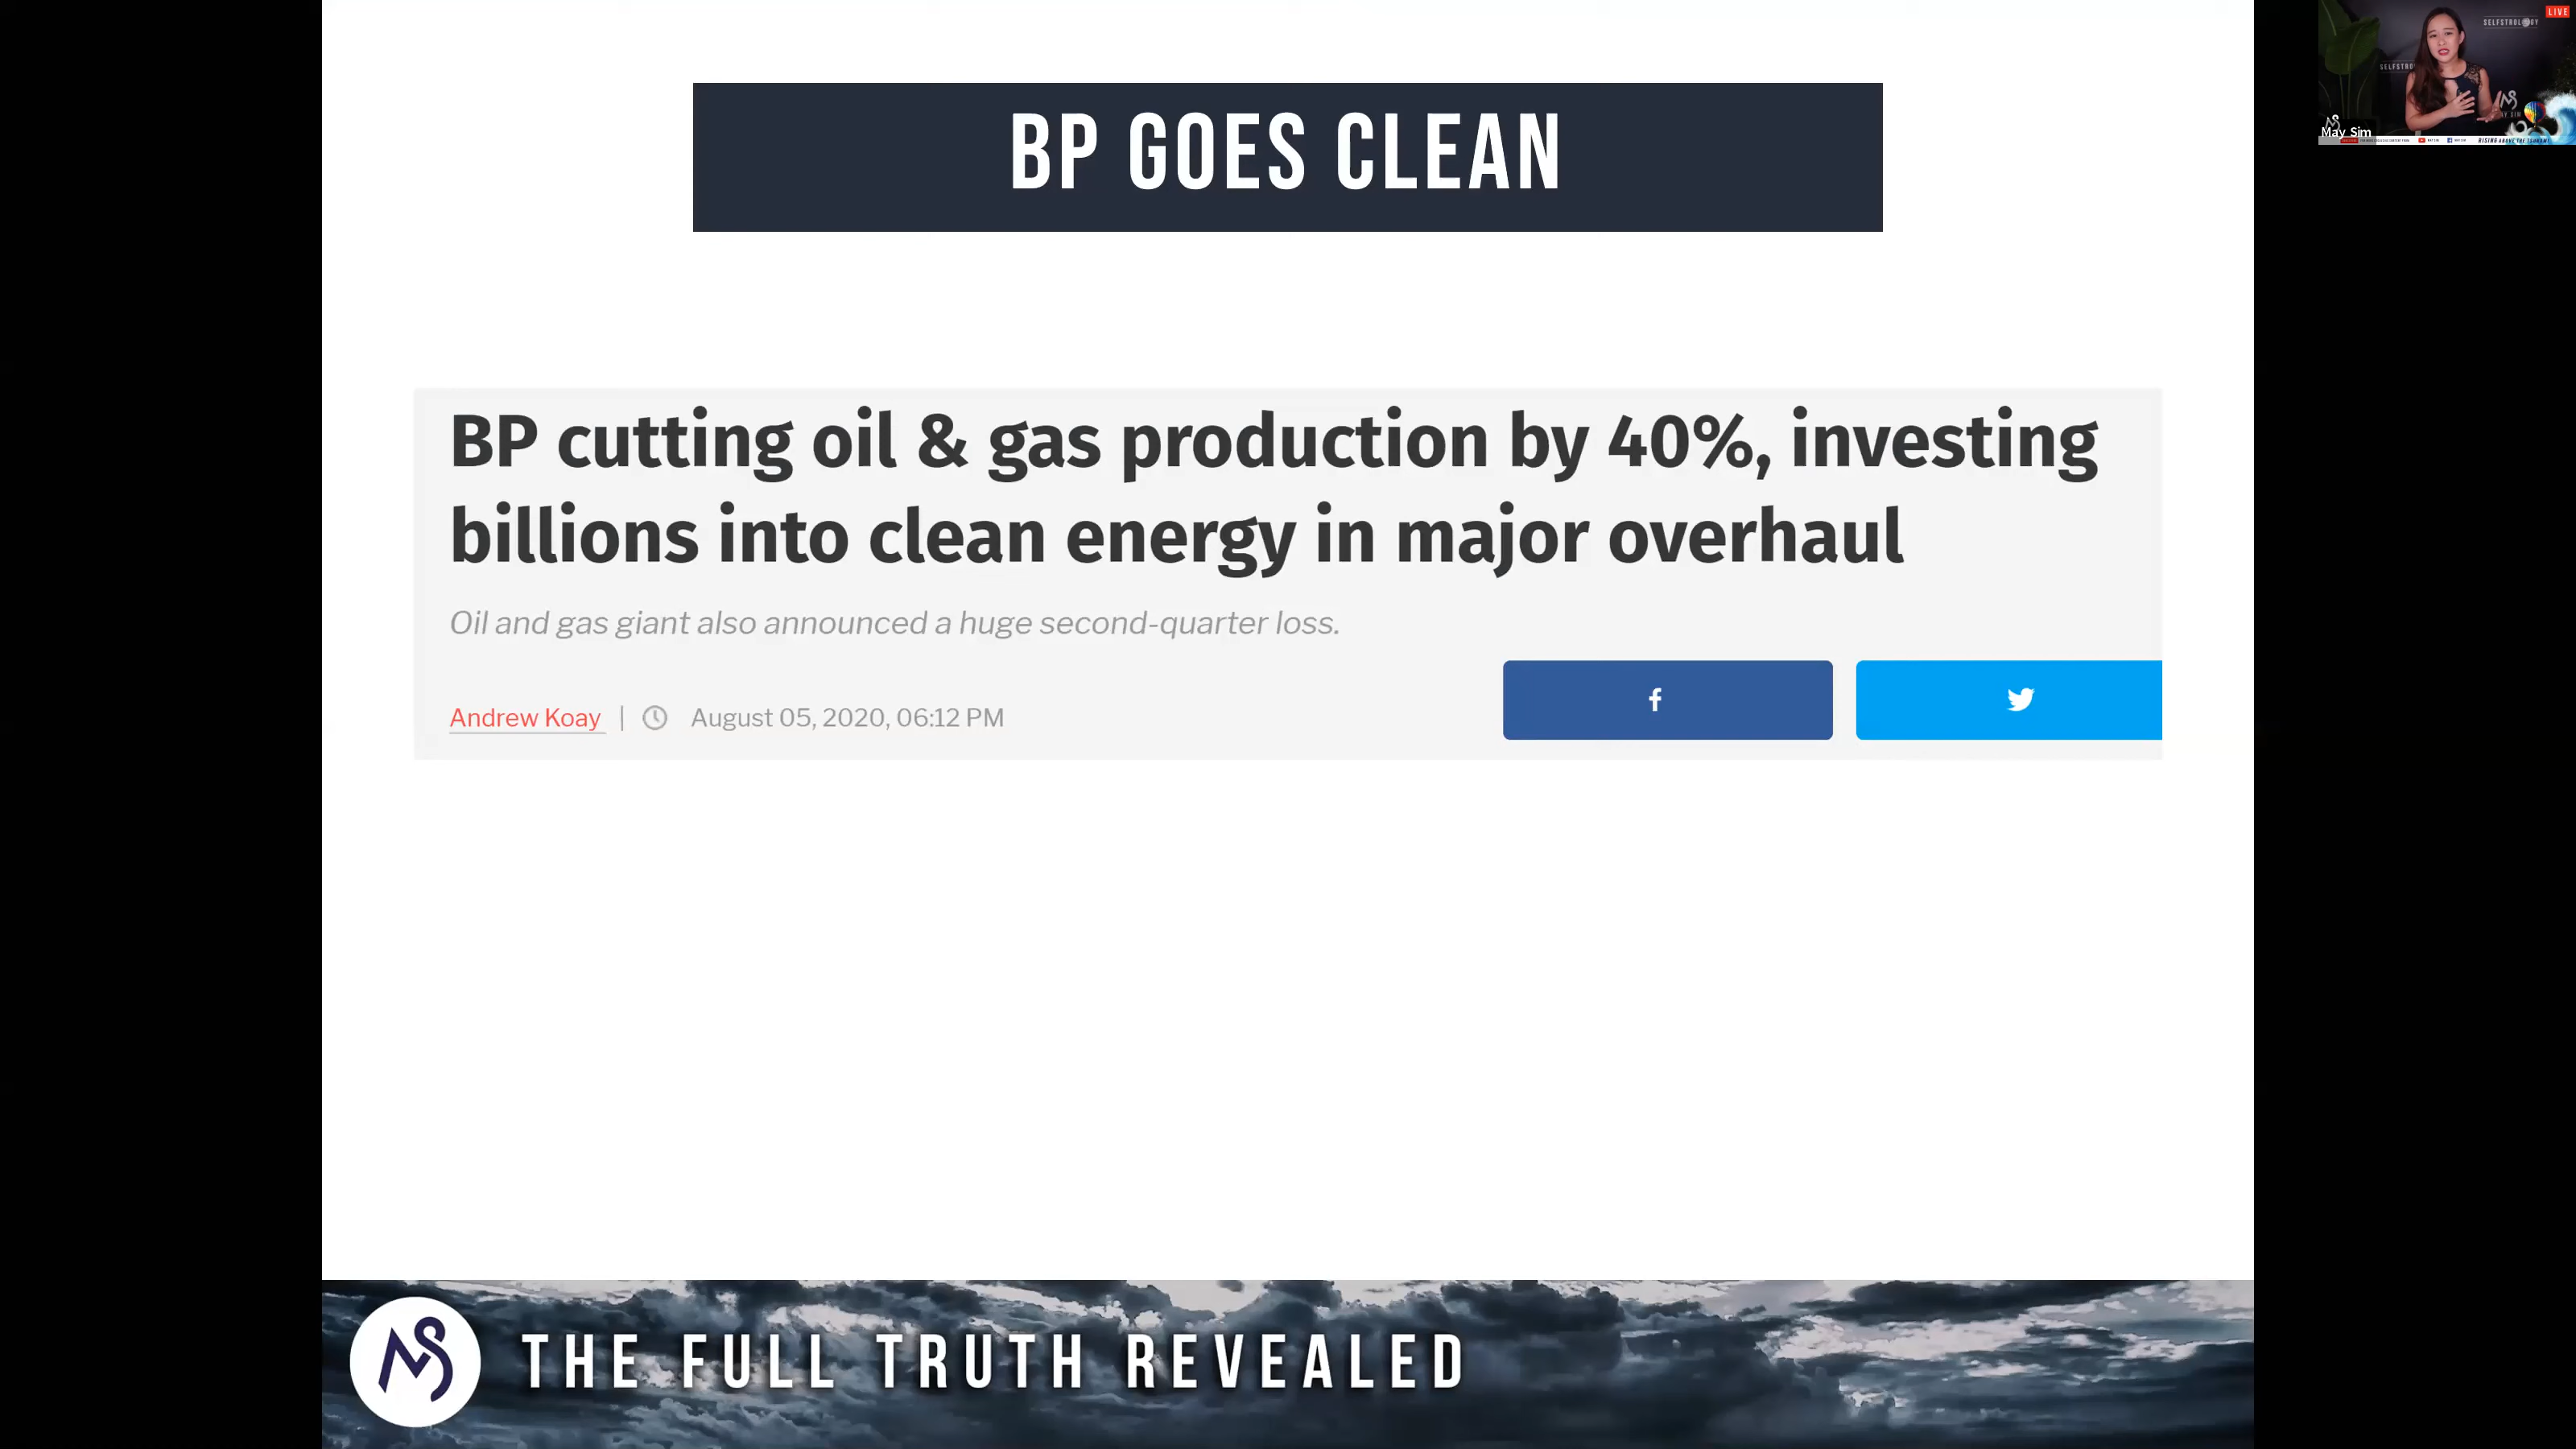 BP GOES CLEAN
LIVE
SELFSTROLOGY
May Sim
BP cutting oil & gas production by 40%, investing
billions into clean energy in major overhaul
Oil and gas giant also announced a huge second-quarter loss.
Andrew Koay | August 05, 2020, 06:12 PM
THE FULL TRUTH REVEALED